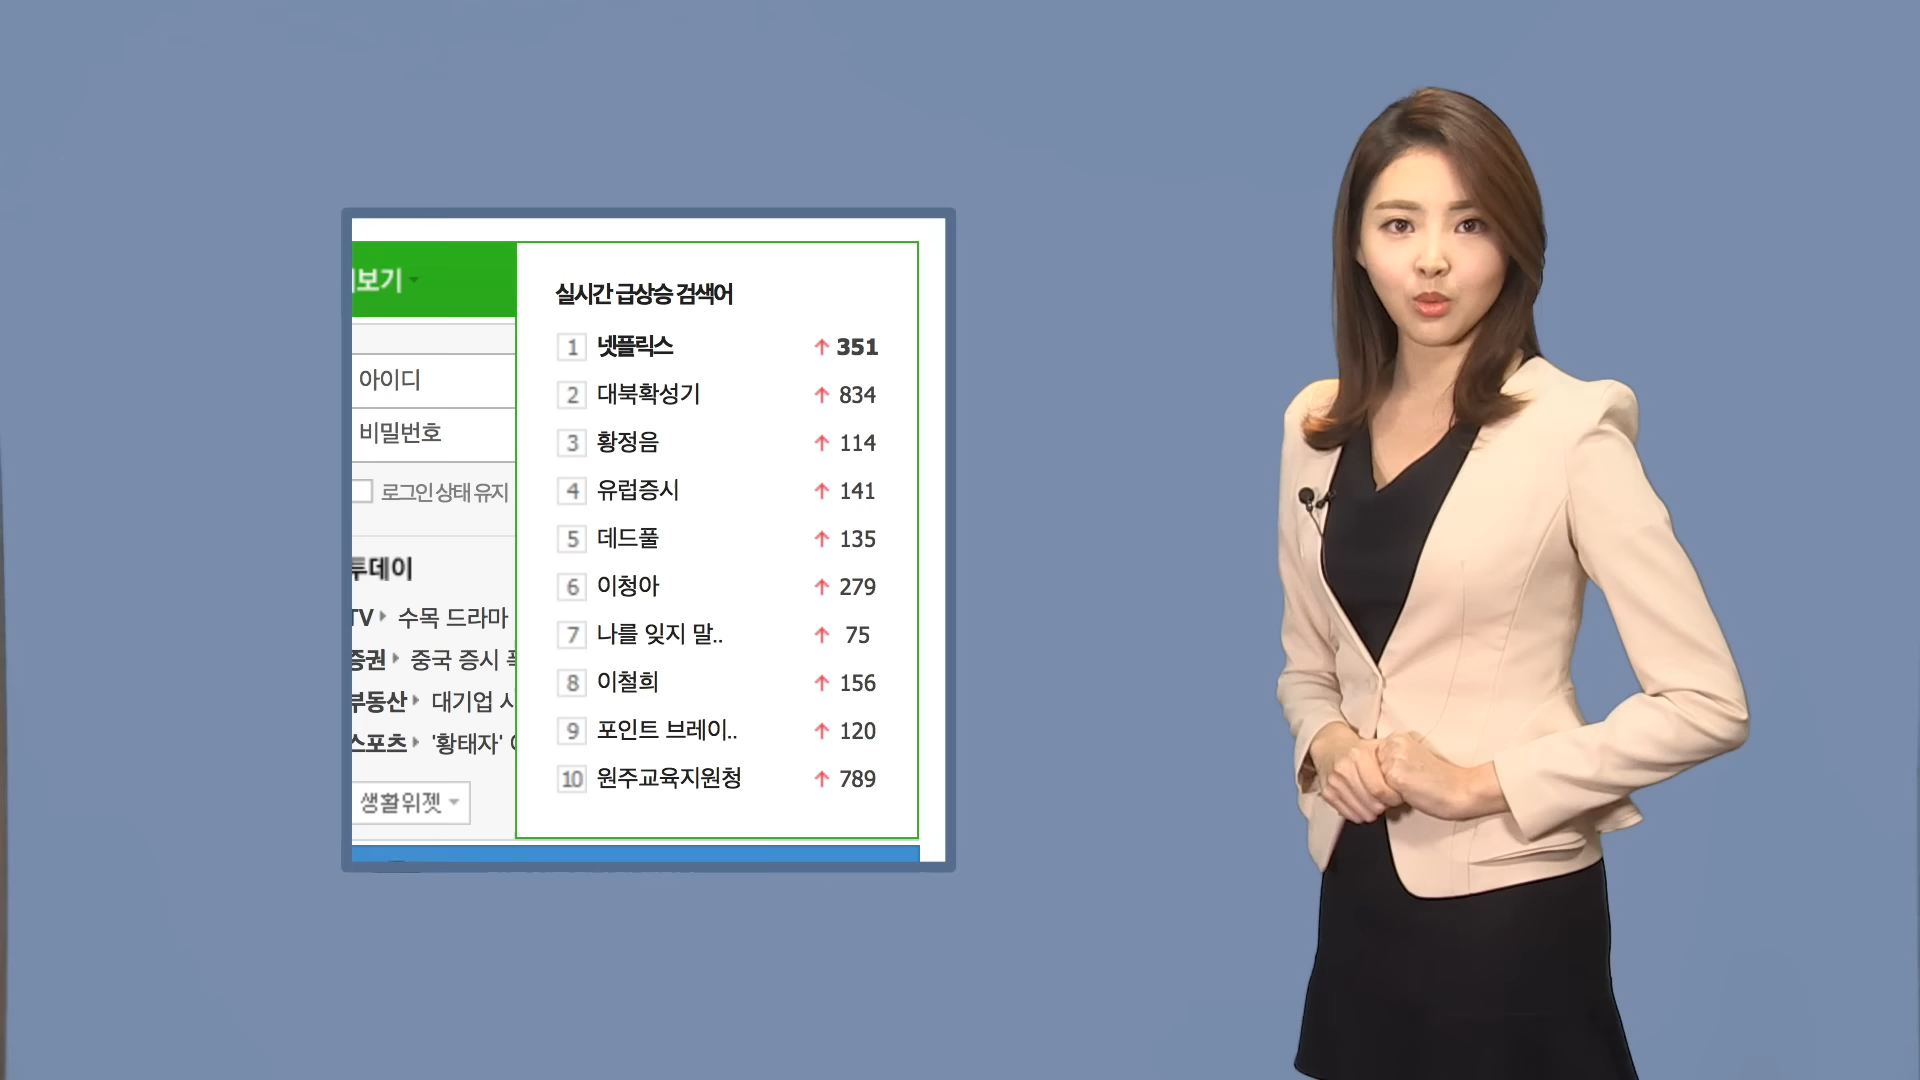 보기
아이디
비밀번호
로그인 상태 유지
투데이
TV 수목 드라마
증권 중국 증시
부동산 대기업
스포츠 '황태자'
생활위젯
실시간 급상승 검색어
1 넷플릭스 ↑ 351
2 대북확성기 ↑ 834
3 황정음 ↑ 114
4 유럽증시 ↑ 141
5 데드풀 ↑ 135
6 이청아 ↑ 279
7 나를 잊지 말.. ↑ 75
8 이철희 ↑ 156
9 포인트 브레이.. ↑ 120
10 원주교육지원청 ↑ 789